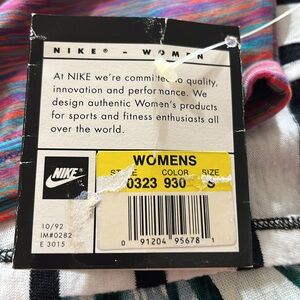 NIKE® - WOMEN
At NIKE we're committed to quality,
innovation and performance. We
design authentic Women's products
for sports and fitness enthusiasts all
over the world.
NIKE®
WOMENS
COLOR SIZE
0323 930 S
10/92
IM#0282
E 3015
0 91204 95678 1